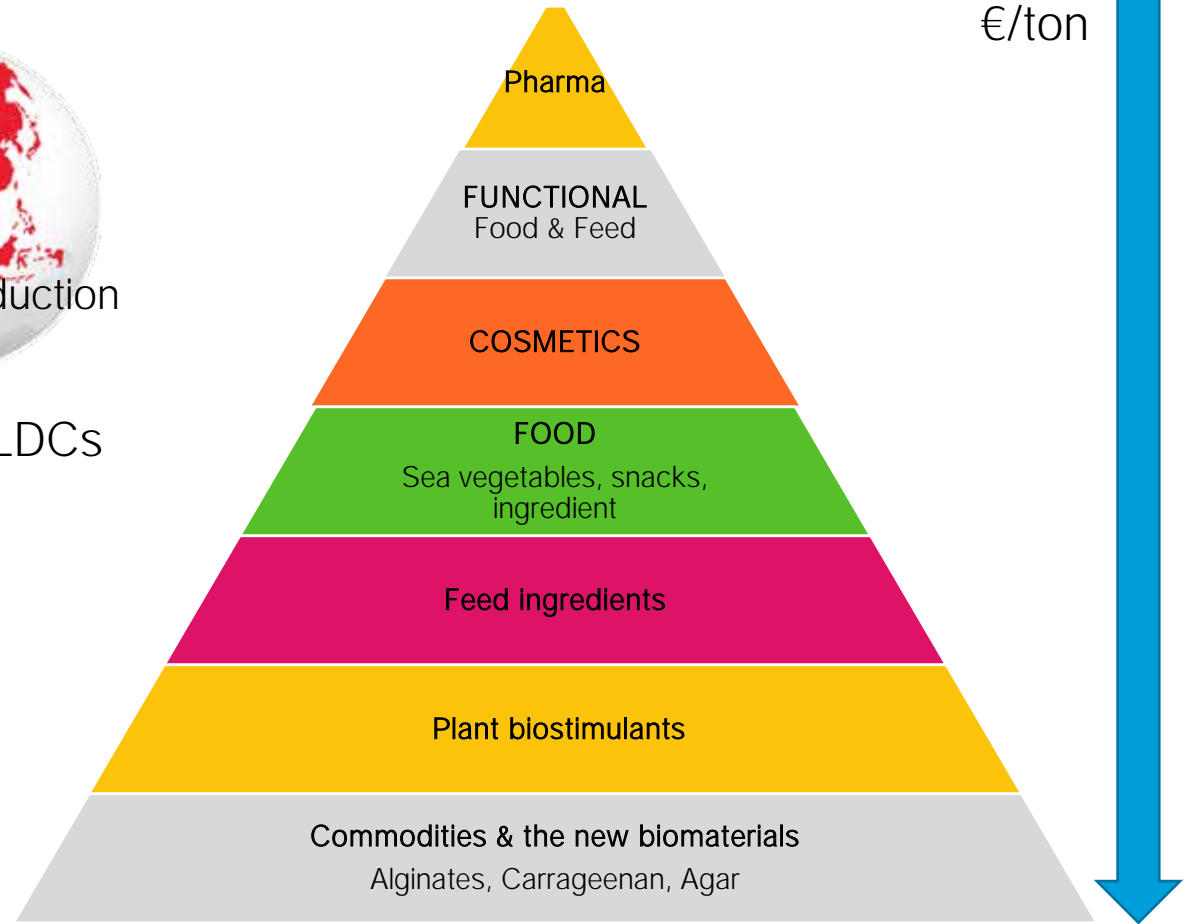 €/ton
Pharma
FUNCTIONAL
Food & Feed
duction
LDCs
COSMETICS
FOOD
Sea vegetables, snacks,
ingredient
Feed ingredients
Plant biostimulants
Commodities & the new biomaterials
Alginates, Carrageenan, Agar